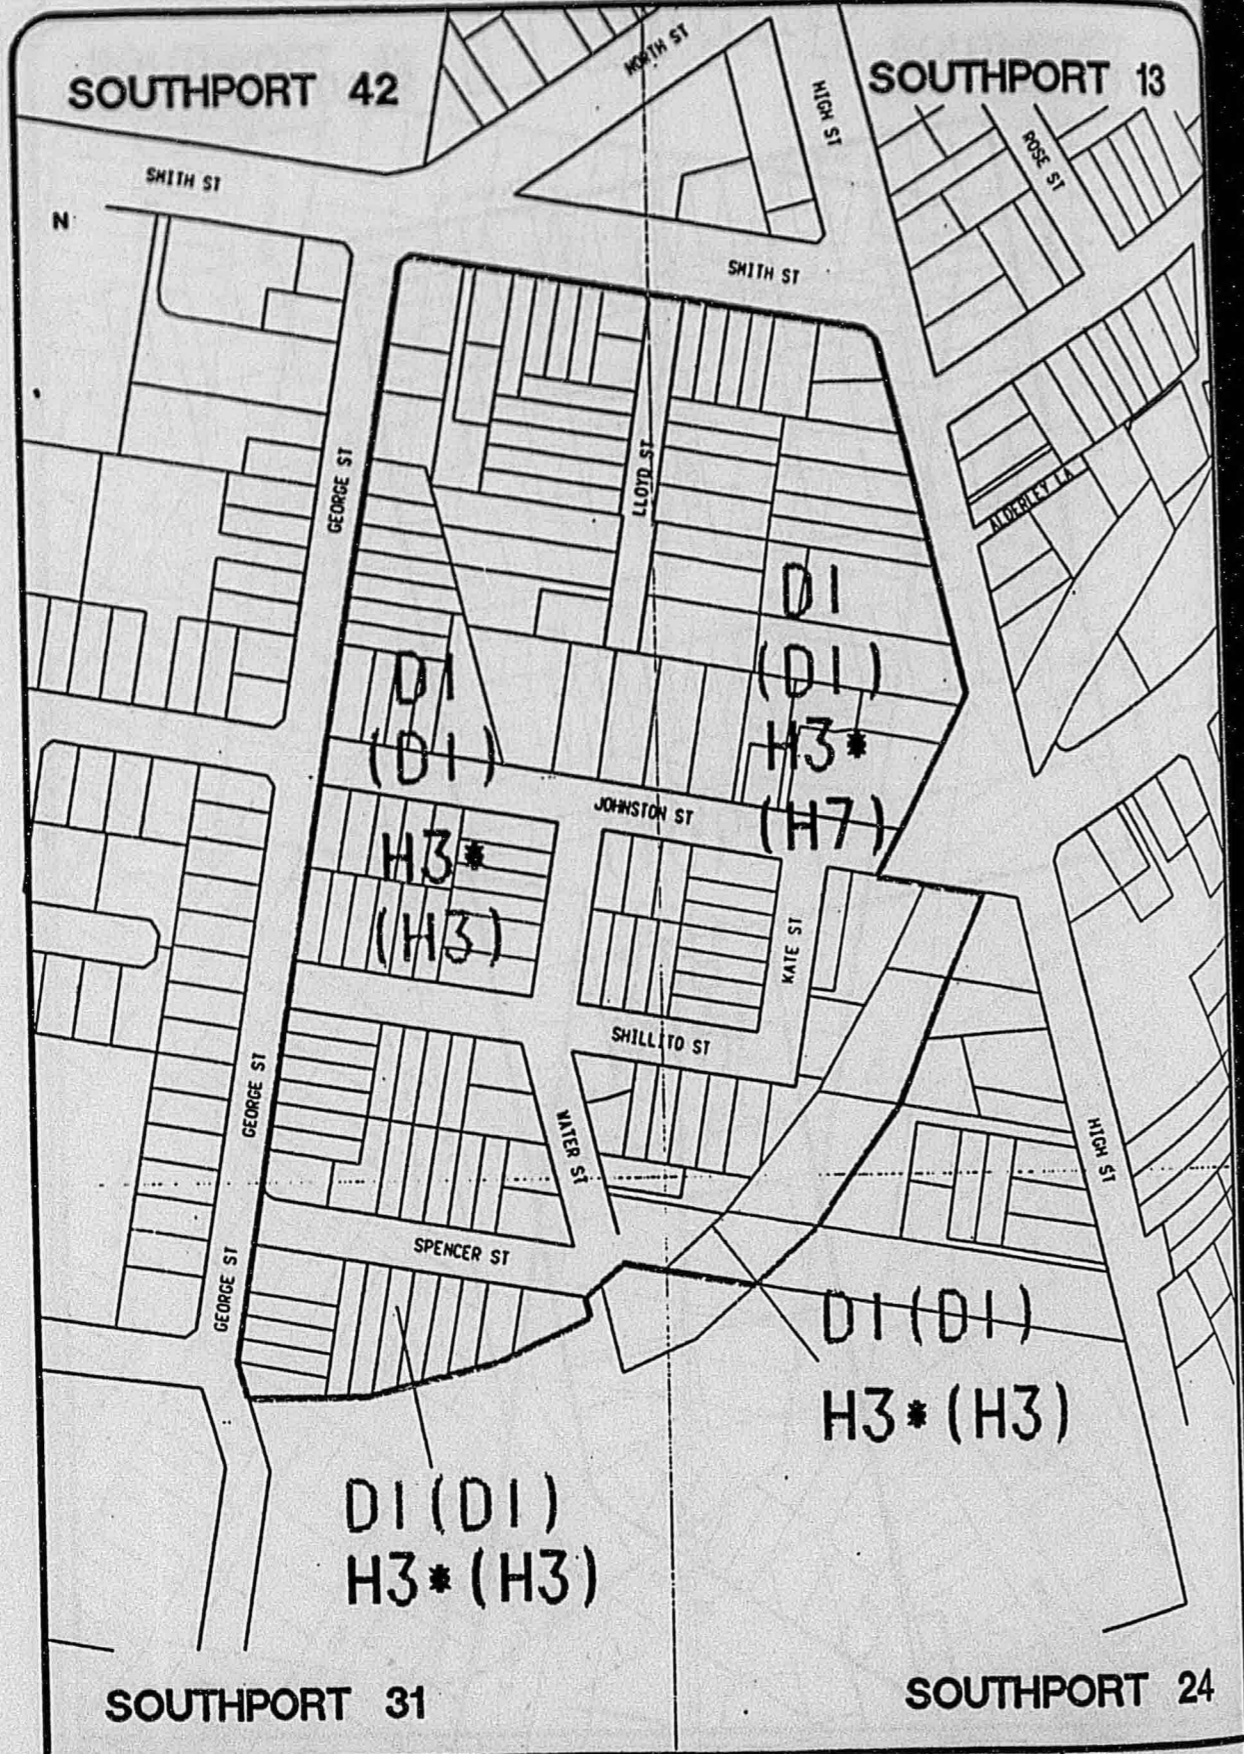 SOUTHPORT 42
SOUTHPORT 13
NORTH ST
HIGH ST
ROSE ST
SMITH ST
N
SMITH ST
GEORGE ST
LLOYD ST
ALDERLEY LA
D1
(D1)
H3*
(H7)
D1
(D1)
H3*
(H3)
JOHNSTON ST
KATE ST
SHILLITO ST
GEORGE ST
WATER ST
HIGH ST
SPENCER ST
GEORGE ST
D1(D1)
H3*(H3)
D1(D1)
H3*(H3)
SOUTHPORT 31
SOUTHPORT 24